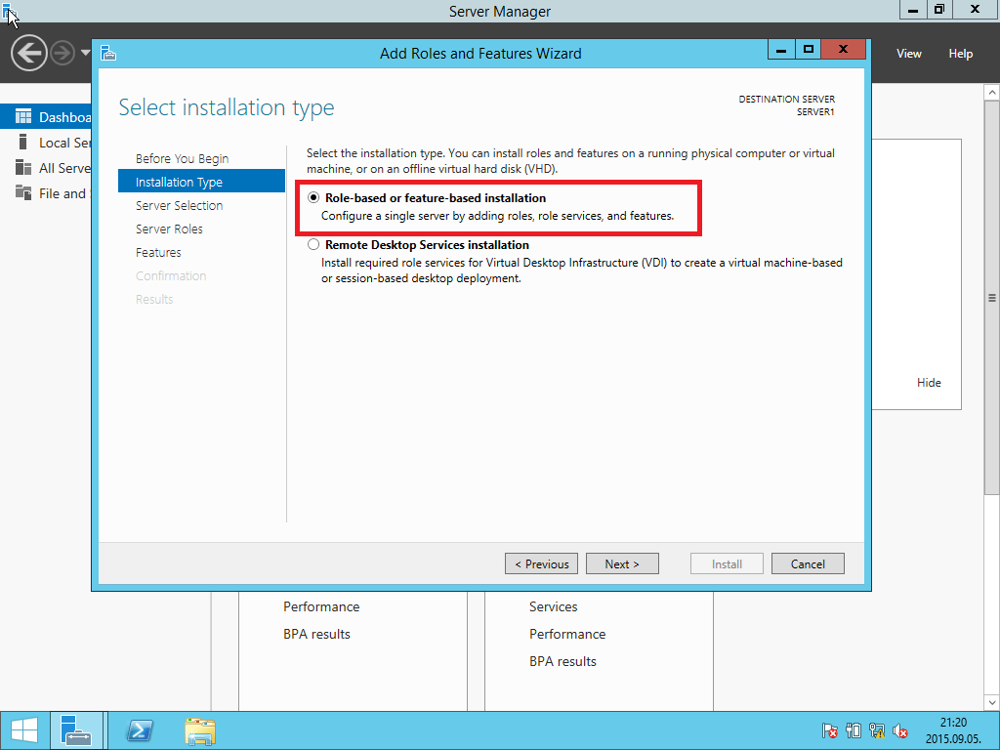 Server Manager
View
Help
Add Roles and Features Wizard
Select installation type
DESTINATION SERVER
SERVER1
Before You Begin
Installation Type
Server Selection
Server Roles
Features
Confirmation
Results
Select the installation type. You can install roles and features on a running physical computer or virtual
machine, or on an offline virtual hard disk (VHD).
Role-based or feature-based installation
Configure a single server by adding roles, role services, and features.
Remote Desktop Services installation
Install required role services for Virtual Desktop Infrastructure (VDI) to create a virtual machine-based
or session-based desktop deployment.
< Previous
Next >
Install
Cancel
Dashboa
Local Ser
All Serve
File and
Hide
Performance
BPA results
Services
Performance
BPA results
21:20
2015.09.05.